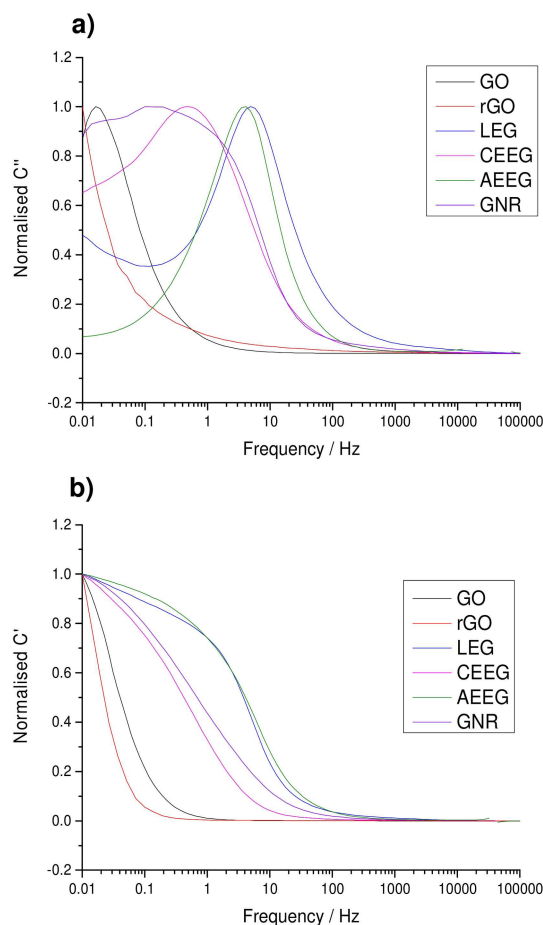 a)
1.2
1.0
0.8
0.6
0.4
0.2
0.0
-0.2
Normalised C"
GO
rGO
LEG
CEEG
AEEG
GNR
0.01 0.1 1 10 100 1000 10000 100000
Frequency / Hz
b)
1.2
1.0
0.8
0.6
0.4
0.2
0.0
-0.2
Normalised C'
GO
rGO
LEG
CEEG
AEEG
GNR
0.01 0.1 1 10 100 1000 10000 100000
Frequency / Hz